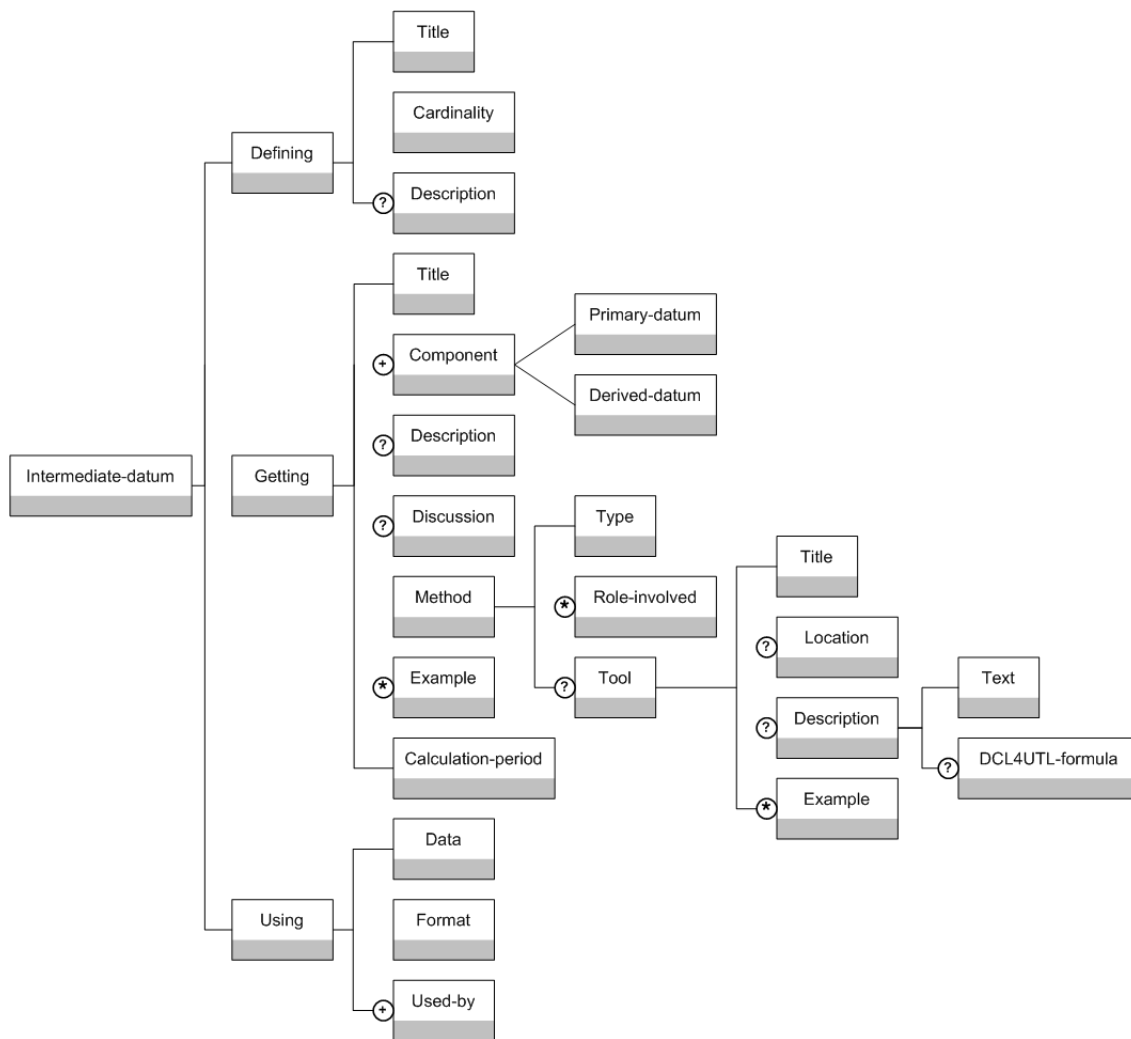 Title
Cardinality
Defining
? Description
Title
Primary-datum
+ Component
Derived-datum
? Description
Intermediate-datum
Getting
? Discussion
Type
Title
Method
* Role-involved
? Location
* Example
? Tool
Text
? Description
Calculation-period
? DCL4UTL-formula
* Example
Data
Using
Format
+ Used-by